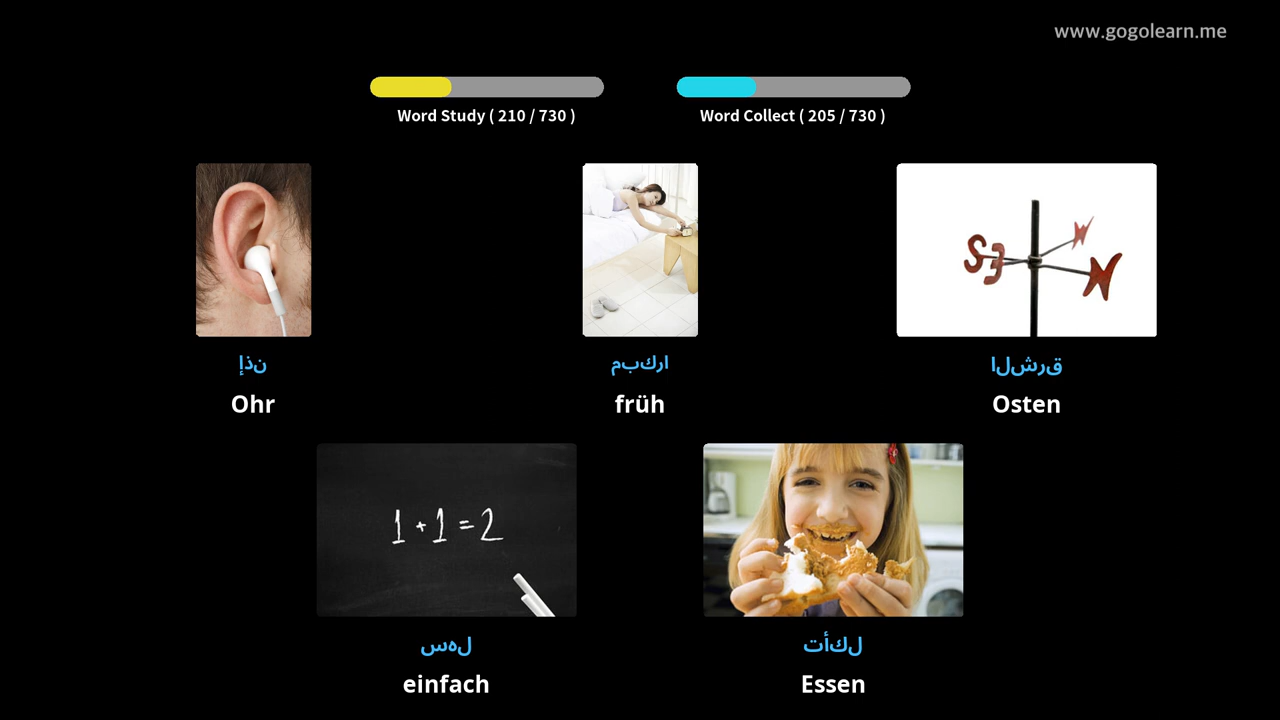 www.gogolearn.me
Word Study ( 210 / 730 )
Word Collect ( 205 / 730 )
إذن
Ohr
مبكرا
früh
الشرق
Osten
1 + 1 = 2
سهل
einfach
تأكل
Essen